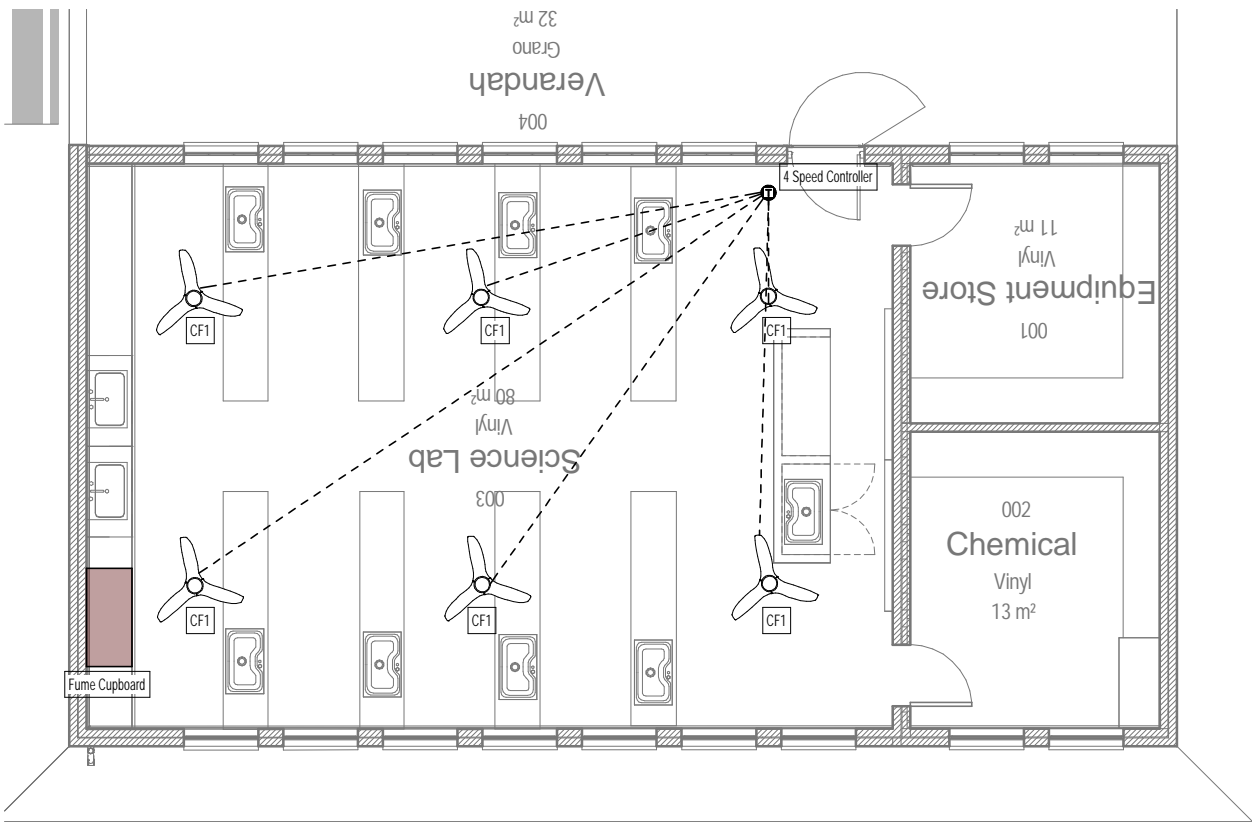 004
Verandah
Grano
32 m²
4 Speed Controller
T
001
Equipment Store
Vinyl
11 m²
CF1
CF1
CF1
003
Science Lab
Vinyl
80 m²
002
Chemical
Vinyl
13 m²
CF1
CF1
CF1
Fume Cupboard